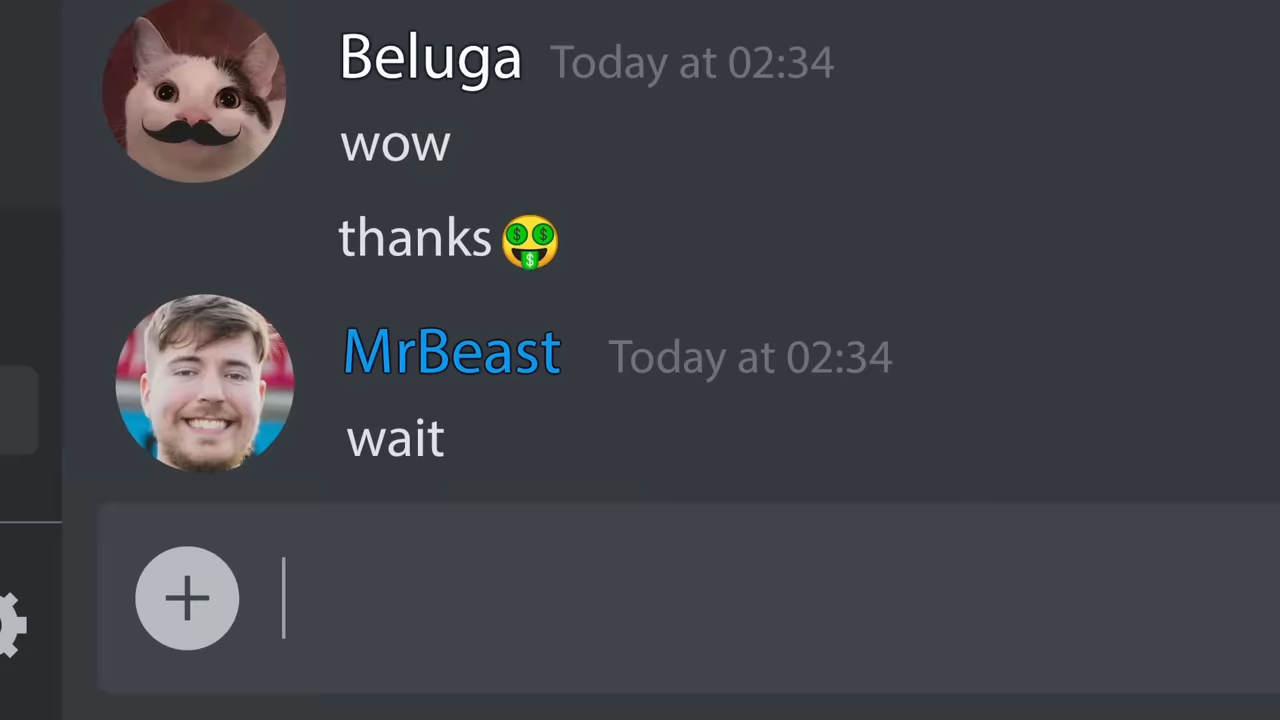 Beluga Today at 02:34
wow
thanks🤑
MrBeast Today at 02:34
wait